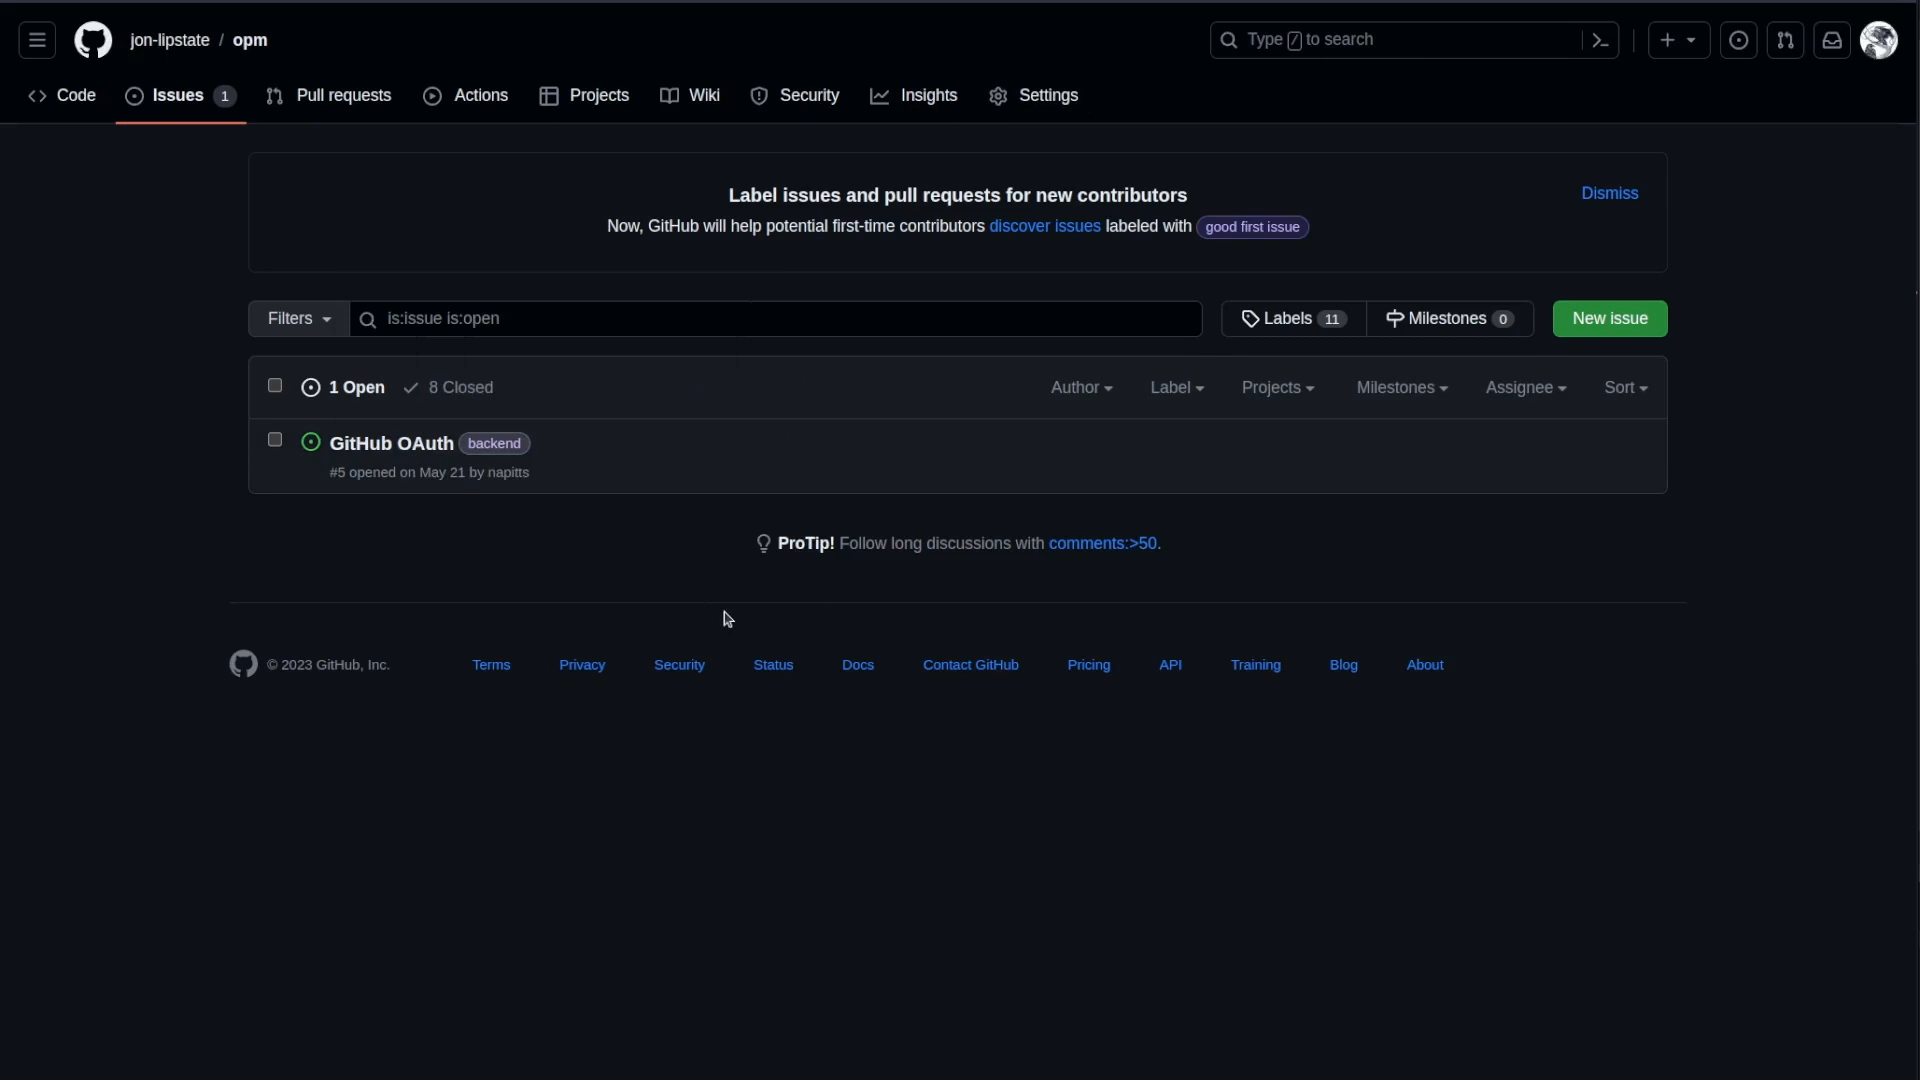 jon-lipstate / opm
Type / to search
Code Issues 1 Pull requests Actions Projects Wiki Security Insights Settings
Label issues and pull requests for new contributors
Dismiss
Now, GitHub will help potential first-time contributors discover issues labeled with good first issue
Filters is:issue is:open Labels 11 Milestones 0 New issue
1 Open 8 Closed Author Label Projects Milestones Assignee Sort
GitHub OAuth backend
#5 opened on May 21 by napitts
ProTip! Follow long discussions with comments:>50.
© 2023 GitHub, Inc. Terms Privacy Security Status Docs Contact GitHub Pricing API Training Blog About